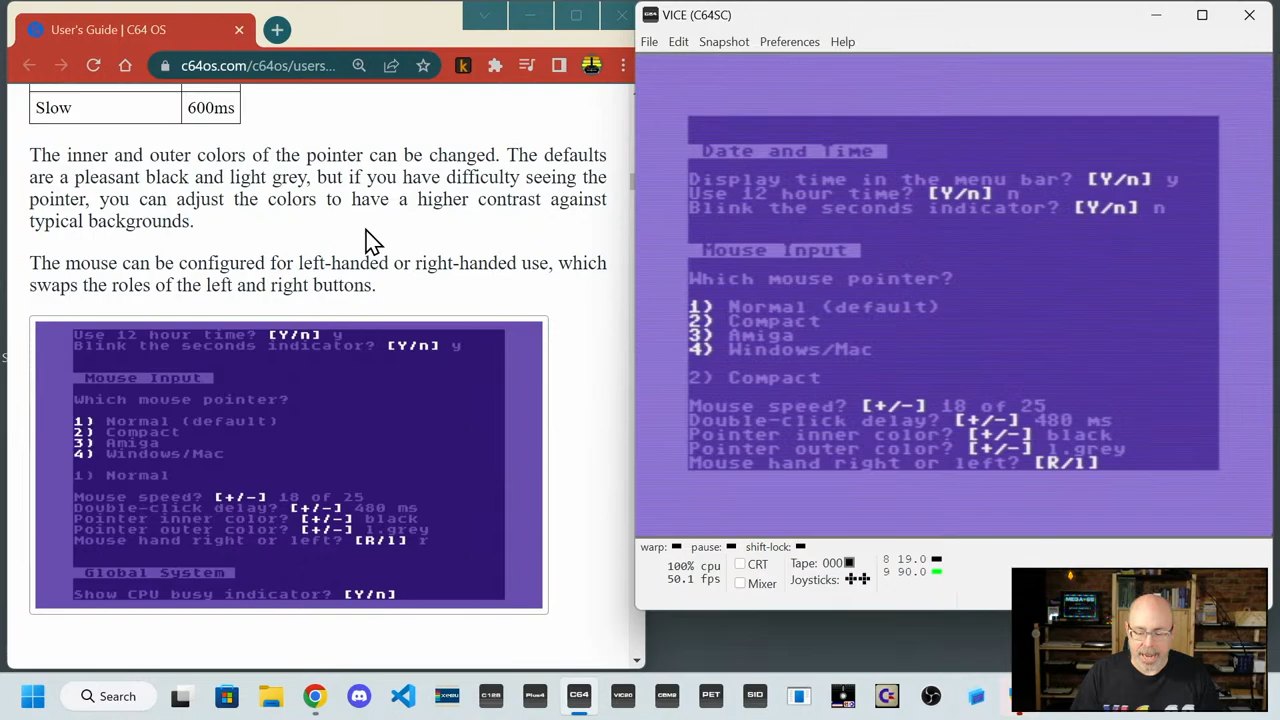 User's Guide | C64 OS
c64os.com/c64os/users...
Slow 600ms
The inner and outer colors of the pointer can be changed. The defaults
are a pleasant black and light grey, but if you have difficulty seeing the
pointer, you can adjust the colors to have a higher contrast against
typical backgrounds.
The mouse can be configured for left-handed or right-handed use, which
swaps the roles of the left and right buttons.
Use 12 hour time? [Y/n] y
Blink the seconds indicator? [Y/n] y
Mouse Input
Which mouse pointer?
1) Normal (default)
2) Compact
3) Amiga
4) Windows/Mac
1) Normal
Mouse speed? [+/-] 18 of 25
Double-click delay? [+/-] 480 ms
Pointer inner color? [+/-] black
Pointer outer color? [+/-] l.grey
Mouse hand right or left? [R/l] r
Global System
Show CPU busy indicator? [Y/n]
C64 VICE (C64SC)
File Edit Snapshot Preferences Help
Date and Time
Display time in the menu bar? [Y/n] y
Use 12 hour time? [Y/n] n
Blink the seconds indicator? [Y/n] n
Mouse Input
Which mouse pointer?
1) Normal (default)
2) Compact
3) Amiga
4) Windows/Mac
2) Compact
Mouse speed? [+/-] 18 of 25
Double-click delay? [+/-] 480 ms
Pointer inner color? [+/-] black
Pointer outer color? [+/-] l.grey
Mouse hand right or left? [R/l]
warp: pause: shift-lock:
100% cpu
50.1 fps
CRT
Mixer
Tape: 000
Joysticks:
8 19.0
9 90.0
Search
C128 Plus4 C64 VIC20 CBM2 PET SID